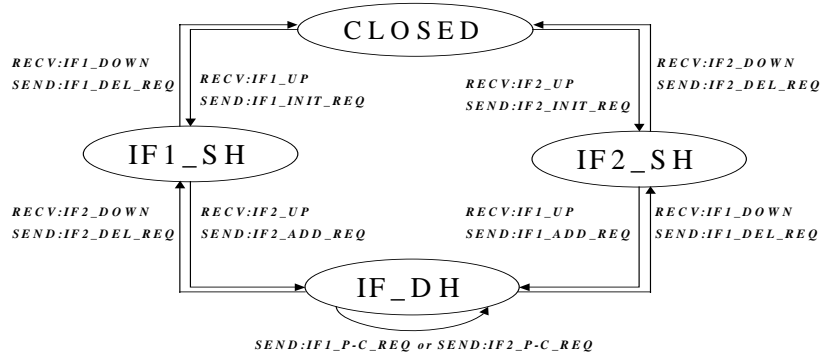 CLOSED
RECV:IF1_DOWN
SEND:IF1_DEL_REQ
RECV:IF1_UP
SEND:IF1_INIT_REQ
RECV:IF2_UP
SEND:IF2_INIT_REQ
RECV:IF2_DOWN
SEND:IF2_DEL_REQ
IF1_SH
IF2_SH
RECV:IF2_DOWN
SEND:IF2_DEL_REQ
RECV:IF2_UP
SEND:IF2_ADD_REQ
RECV:IF1_UP
SEND:IF1_ADD_REQ
RECV:IF1_DOWN
SEND:IF1_DEL_REQ
IF_DH
SEND:IF1_P-C_REQ or SEND:IF2_P-C_REQ